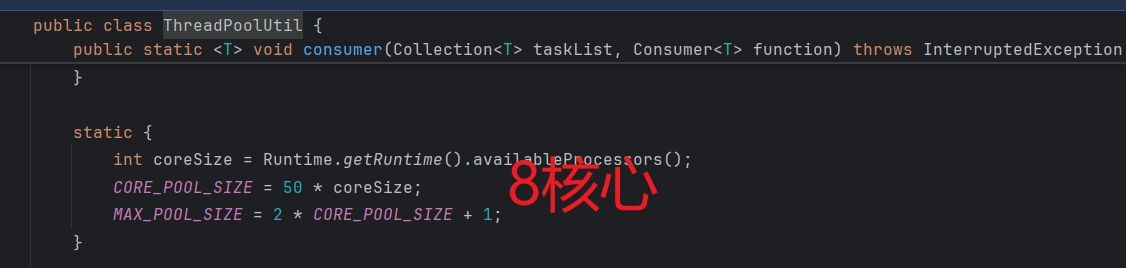 public class ThreadPoolUtil {
public static <T> void consumer(Collection<T> taskList, Consumer<T> function) throws InterruptedException
}
static {
int coreSize = Runtime.getRuntime().availableProcessors();
CORE_POOL_SIZE = 50 * coreSize;
8核心
MAX_POOL_SIZE = 2 * CORE_POOL_SIZE + 1;
}